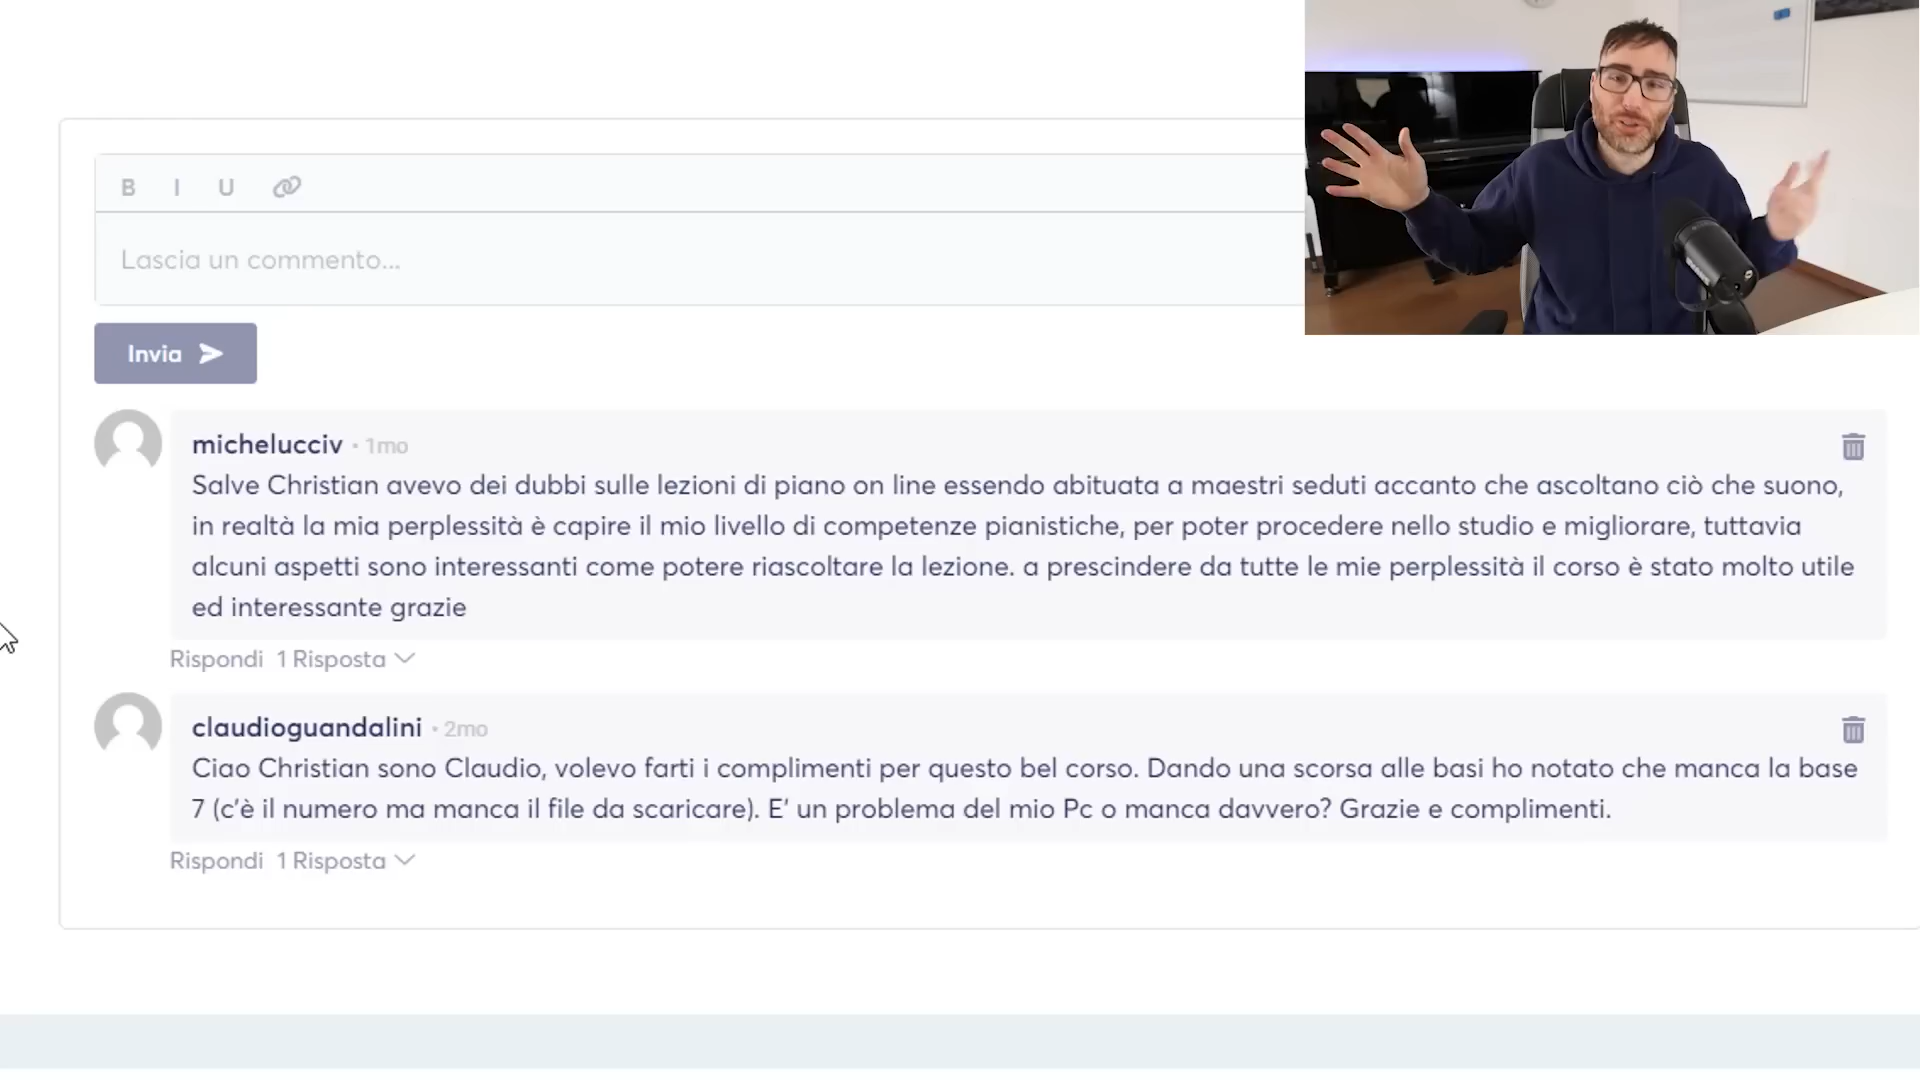 B I U
Lascia un commento...
Invia
michelucciv • 1mo
Salve Christian avevo dei dubbi sulle lezioni di piano on line essendo abituata a maestri seduti accanto che ascoltano ciò che suono,
in realtà la mia perplessità è capire il mio livello di competenze pianistiche, per poter procedere nello studio e migliorare, tuttavia
alcuni aspetti sono interessanti come potere riascoltare la lezione. a prescindere da tutte le mie perplessità il corso è stato molto utile
ed interessante grazie
Rispondi 1 Risposta
claudioguandalini • 2mo
Ciao Christian sono Claudio, volevo farti i complimenti per questo bel corso. Dando una scorsa alle basi ho notato che manca la base
7 (c'è il numero ma manca il file da scaricare). E' un problema del mio Pc o manca davvero? Grazie e complimenti.
Rispondi 1 Risposta